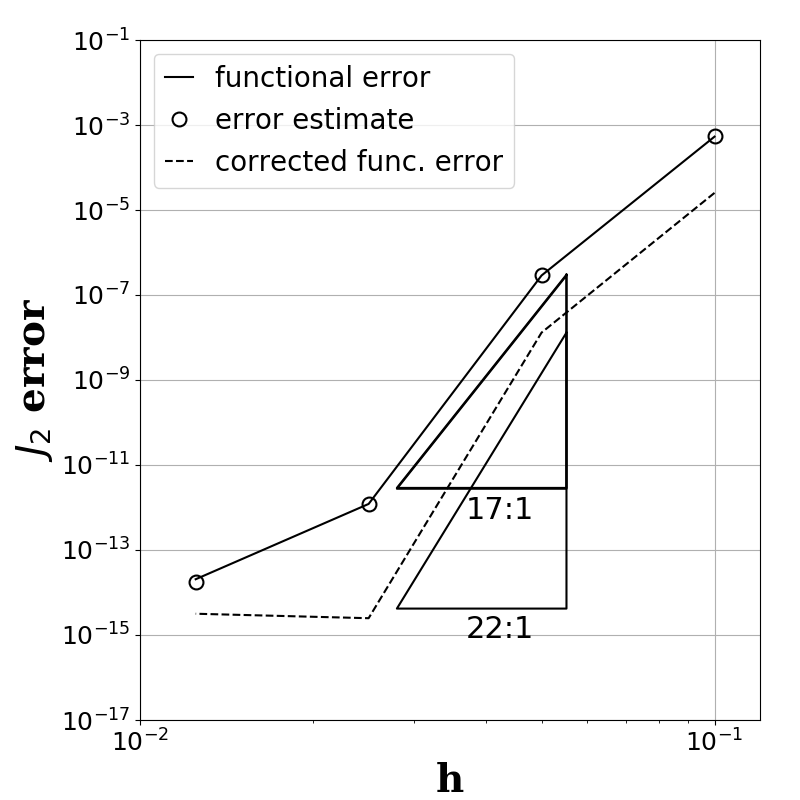 10⁻¹
10⁻³
10⁻⁵
10⁻⁷
10⁻⁹
10⁻¹¹
10⁻¹³
10⁻¹⁵
10⁻¹⁷
J₂ error
functional error
error estimate
corrected func. error
17:1
22:1
10⁻²
10⁻¹
h